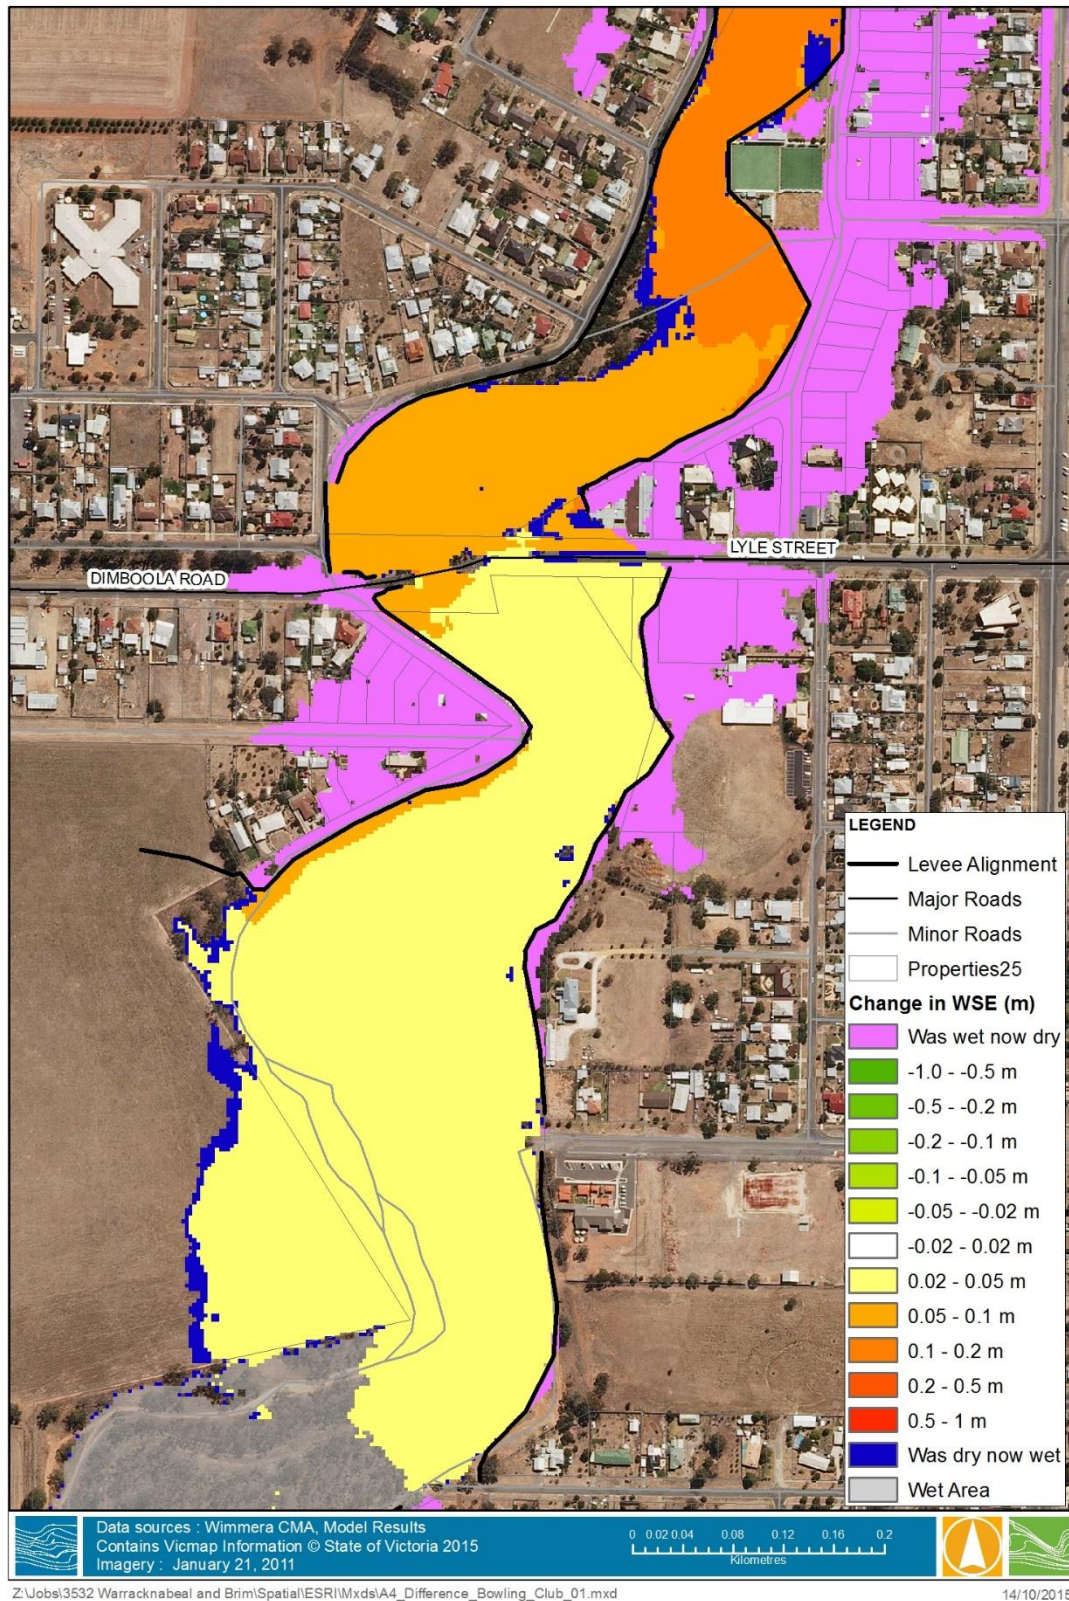 LYLE STREET
DIMBOOLA ROAD
LEGEND
Levee Alignment
Major Roads
Minor Roads
Properties25
Change in WSE (m)
Was wet now dry
-1.0 - -0.5 m
-0.5 - -0.2 m
-0.2 - -0.1 m
-0.1 - -0.05 m
-0.05 - -0.02 m
-0.02 - 0.02 m
0.02 - 0.05 m
0.05 - 0.1 m
0.1 - 0.2 m
0.2 - 0.5 m
0.5 - 1 m
Was dry now wet
Wet Area
Data sources : Wimmera CMA, Model Results
Contains Vicmap Information © State of Victoria 2015
Imagery : January 21, 2011
0 0.02 0.04 0.08 0.12 0.16 0.2
Kilometres
Z:\Jobs\3532 Warracknabeal and Brim\Spatial\ESRI\Mxds\A4_Difference_Bowling_Club_01.mxd
14/10/2015